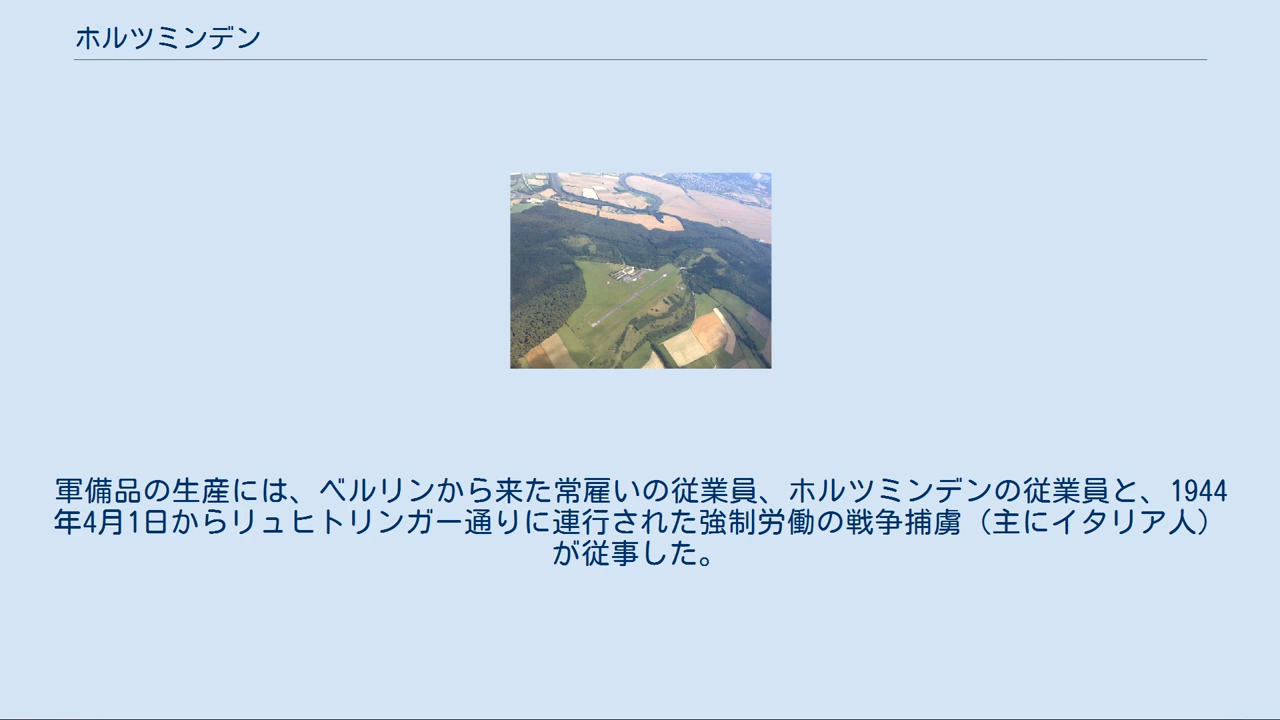 ホルツミンデン
軍備品の生産には、ベルリンから来た常雇いの従業員、ホルツミンデンの従業員と、1944
年4月1日からリュヒトリンガー通りに連行された強制労働の戦争捕虜（主にイタリア人）
が従事した。